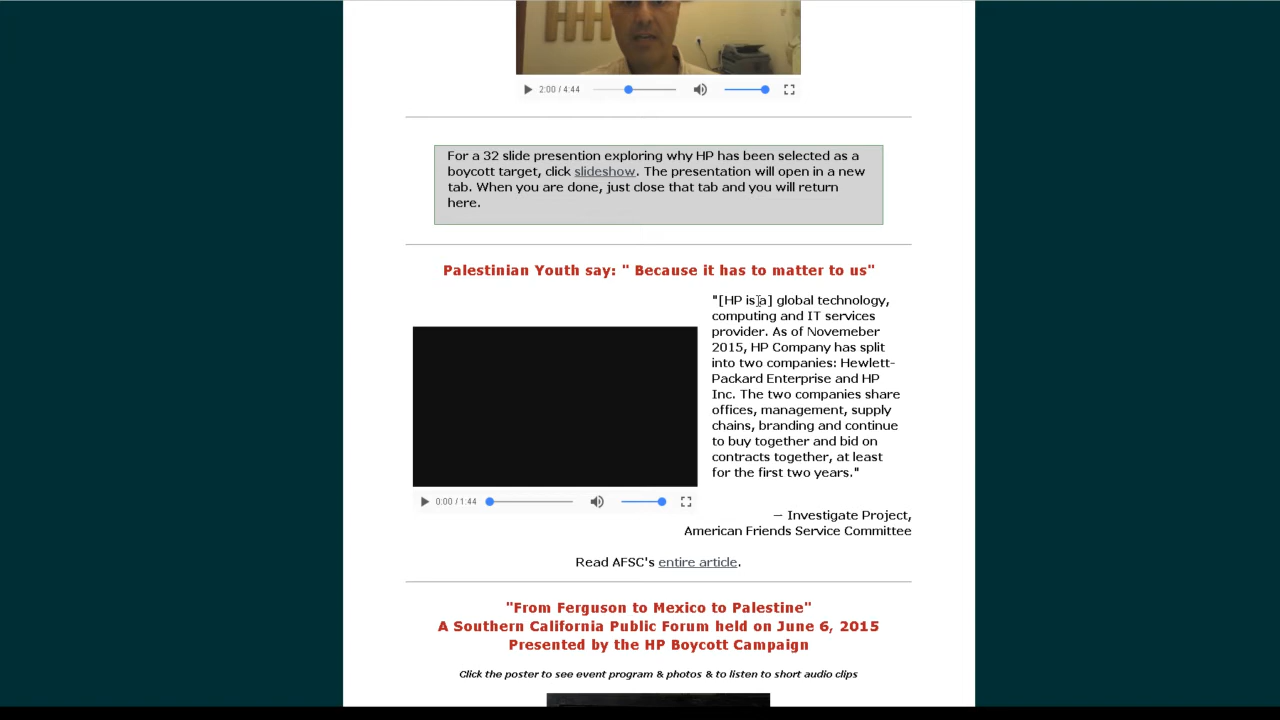 2:00 / 4:44
For a 32 slide presention exploring why HP has been selected as a
boycott target, click slideshow. The presentation will open in a new
tab. When you are done, just close that tab and you will return
here.
Palestinian Youth say: " Because it has to matter to us"
"[HP is a] global technology,
computing and IT services
provider. As of Novemeber
2015, HP Company has split
into two companies: Hewlett-
Packard Enterprise and HP
Inc. The two companies share
offices, management, supply
chains, branding and continue
to buy together and bid on
contracts together, at least
for the first two years."
0:00 / 1:44
— Investigate Project,
American Friends Service Committee
Read AFSC's entire article.
"From Ferguson to Mexico to Palestine"
A Southern California Public Forum held on June 6, 2015
Presented by the HP Boycott Campaign
Click the poster to see event program & photos & to listen to short audio clips